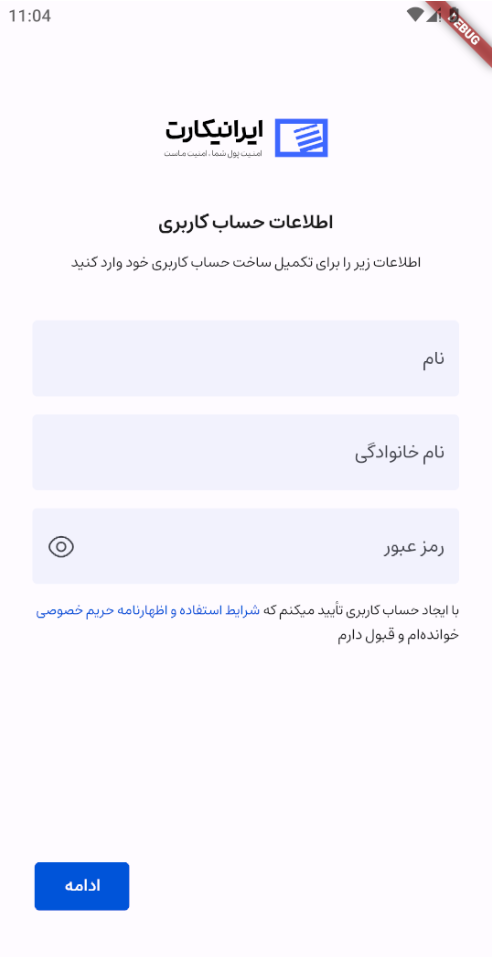 11:04
DEBUG
ایرانیکارت
امنیت پول شما، امنیت ماست
اطلاعات حساب کاربری
اطلاعات زیر را برای تکمیل ساخت حساب کاربری خود وارد کنید
نام
نام خانوادگی
رمز عبور
با ایجاد حساب کاربری تأیید میکنم که شرایط استفاده و اظهارنامه حریم خصوصی
خوانده‌ام و قبول دارم
ادامه